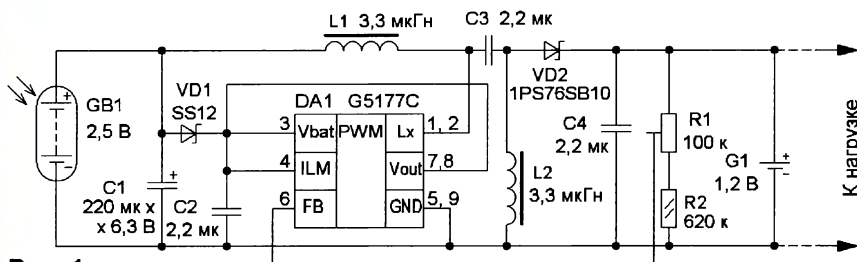 L1 3,3 мкГн
C3 2,2 мк
VD1
SS12
VD2
1PS76SB10
GB1
2,5 В
DA1 G5177C
3 Vbat PWM Lx 1, 2
4 ILM Vout 7, 8
6 FB GND 5, 9
C1
220 мк х
х 6,3 В
C2
2,2 мк
L2
3,3 мкГн
C4
2,2 мк
R1
100 к
R2
620 к
G1
1,2 В
К нагрузке